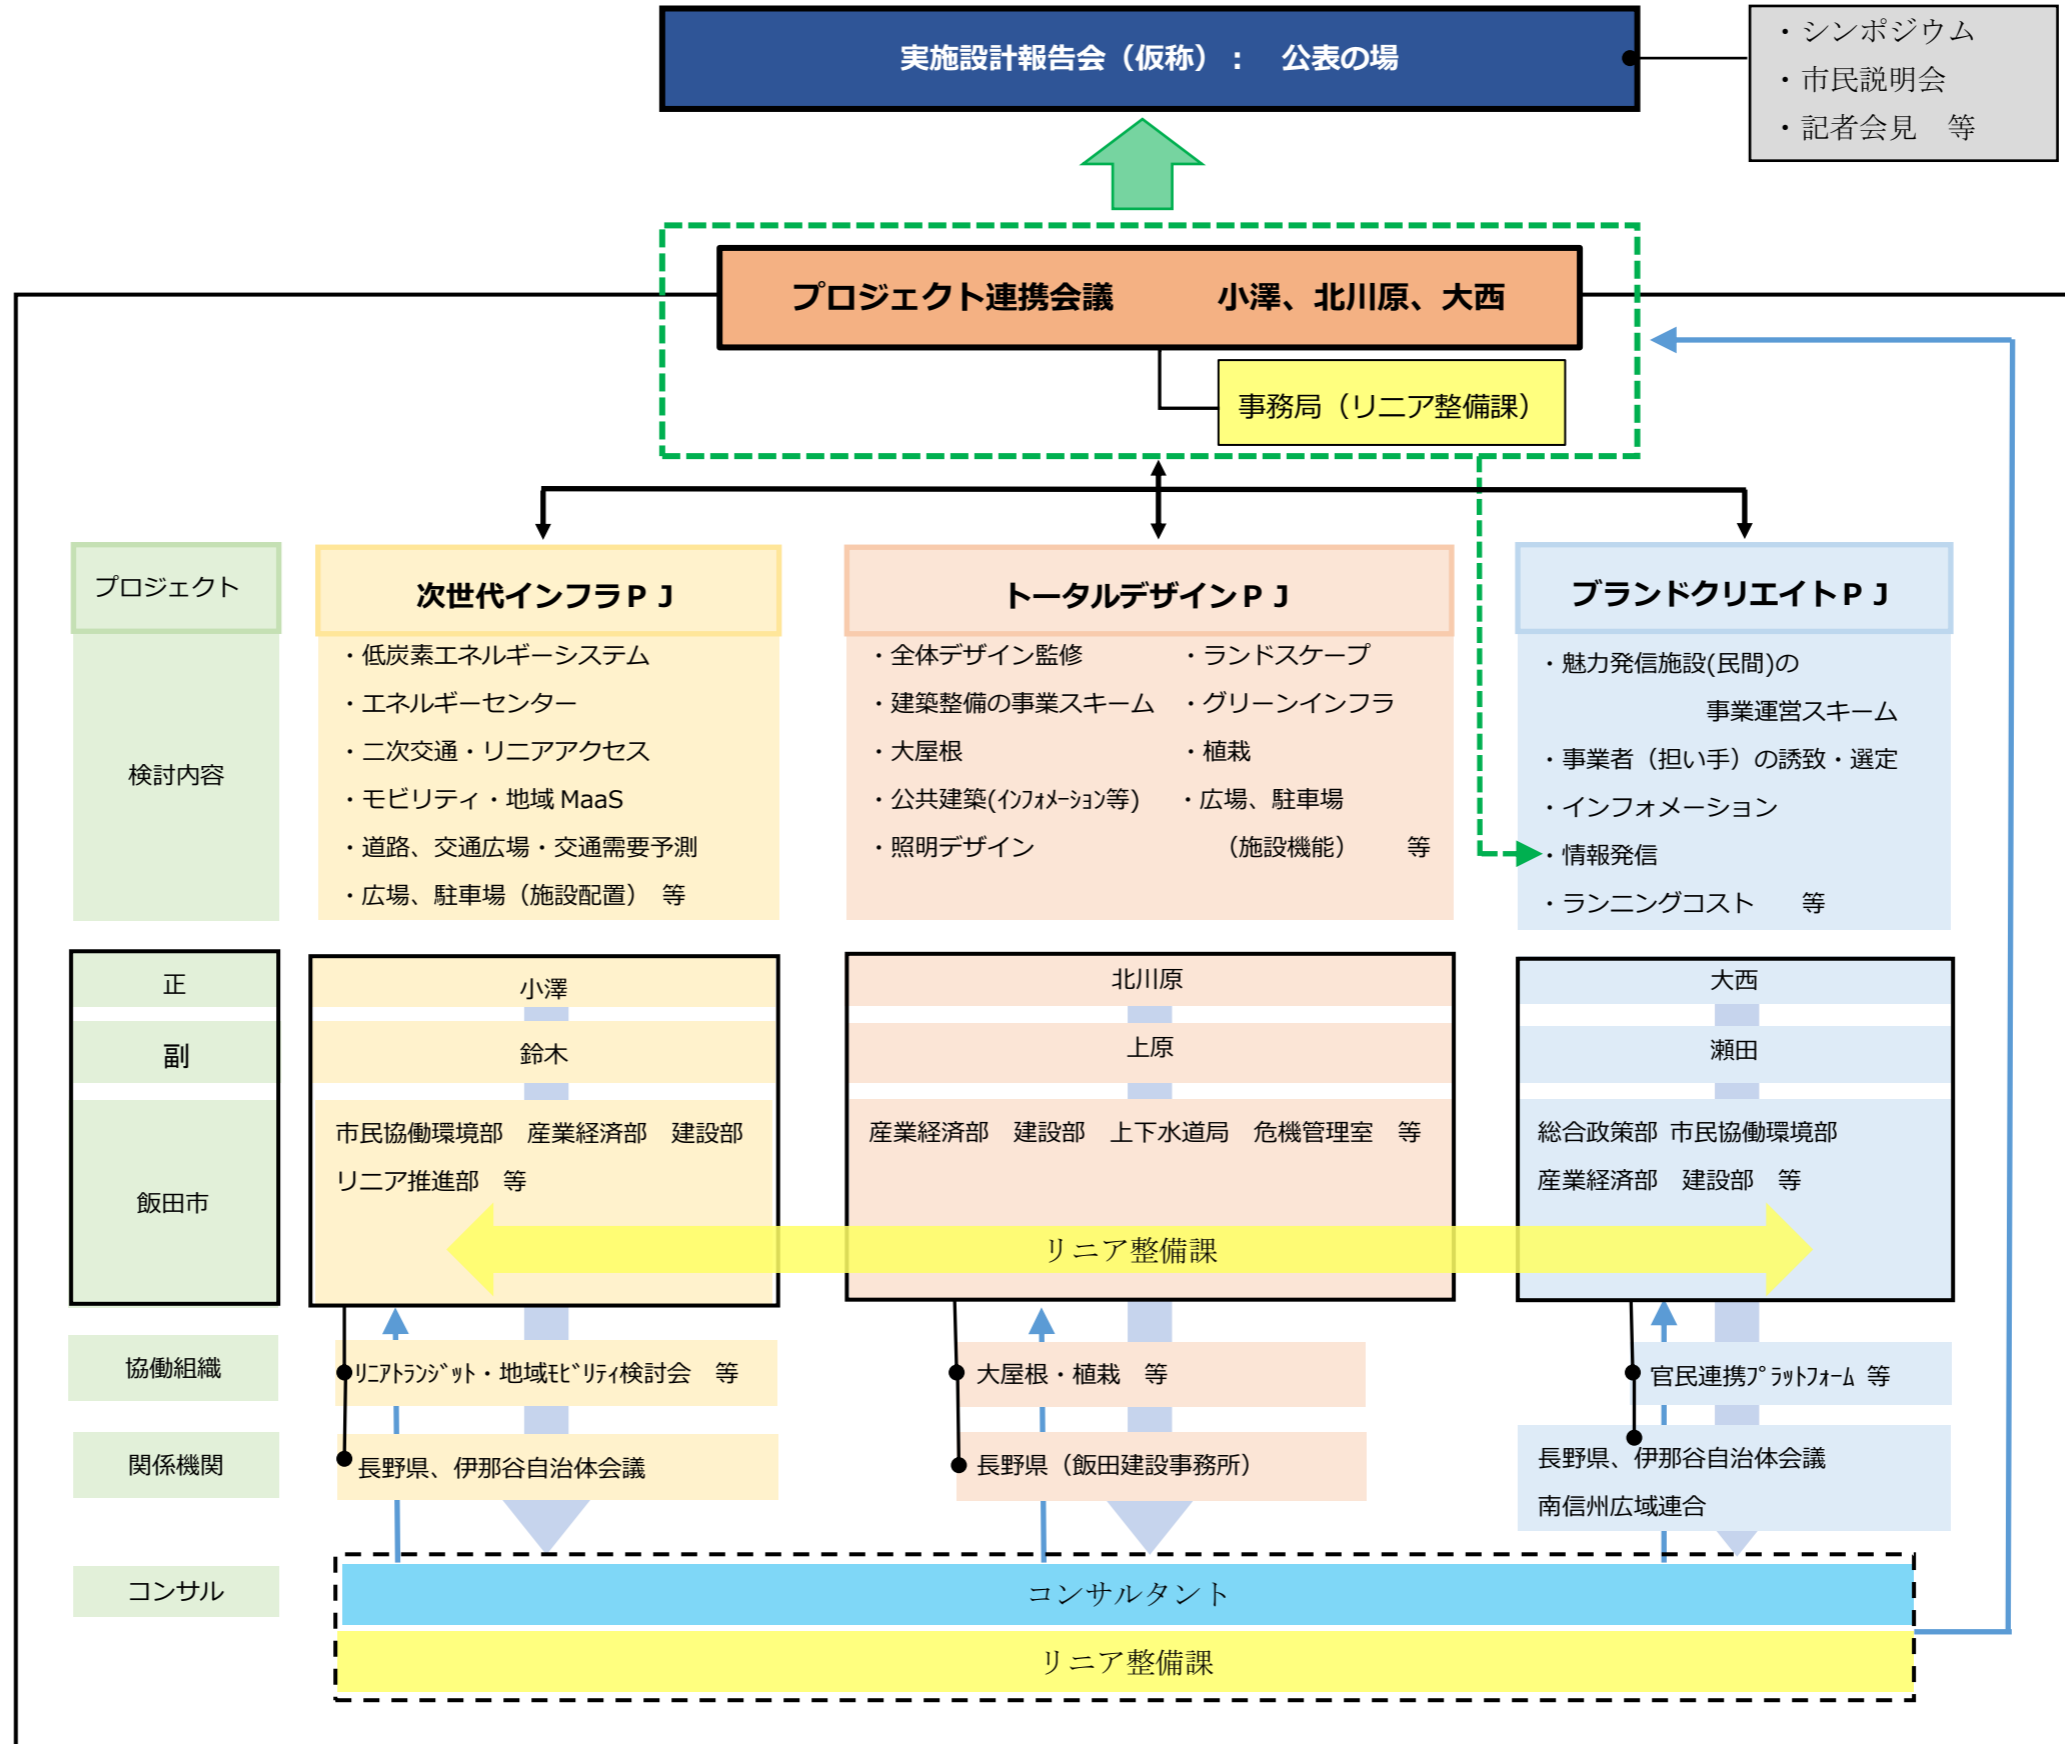 実施設計報告会（仮称）：　公表の場
・シンポジウム
・市民説明会
・記者会見　等
プロジェクト連携会議　　　小澤、北川原、大西
事務局（リニア整備課）
プロジェクト
次世代インフラＰＪ
トータルデザインＰＪ
ブランドクリエイトＰＪ
検討内容
・低炭素エネルギーシステム
・エネルギーセンター
・二次交通・リニアアクセス
・モビリティ・地域 MaaS
・道路、交通広場・交通需要予測
・広場、駐車場（施設配置）　等
・全体デザイン監修
・建築整備の事業スキーム
・大屋根
・公共建築(ｲﾝﾌｫﾒｰｼｮﾝ等)
・照明デザイン
・ランドスケープ
・グリーンインフラ
・植栽
・広場、駐車場
（施設機能）　　等
・魅力発信施設(民間)の
事業運営スキーム
・事業者（担い手）の誘致・選定
・インフォメーション
・情報発信
・ランニングコスト　　等
正
小澤
北川原
大西
副
鈴木
上原
瀬田
飯田市
市民協働環境部　産業経済部　建設部
リニア推進部　等
産業経済部　建設部　上下水道局　危機管理室　等
総合政策部 市民協働環境部
産業経済部　建設部　等
リニア整備課
協働組織
ﾘﾆｱﾄﾗﾝｼﾞｯﾄ・地域ﾓﾋﾞﾘﾃｨ検討会　等
大屋根・植栽　等
官民連携ﾌﾟﾗｯﾄﾌｫｰﾑ 等
関係機関
長野県、伊那谷自治体会議
長野県（飯田建設事務所）
長野県、伊那谷自治体会議
南信州広域連合
コンサル
コンサルタント
リニア整備課